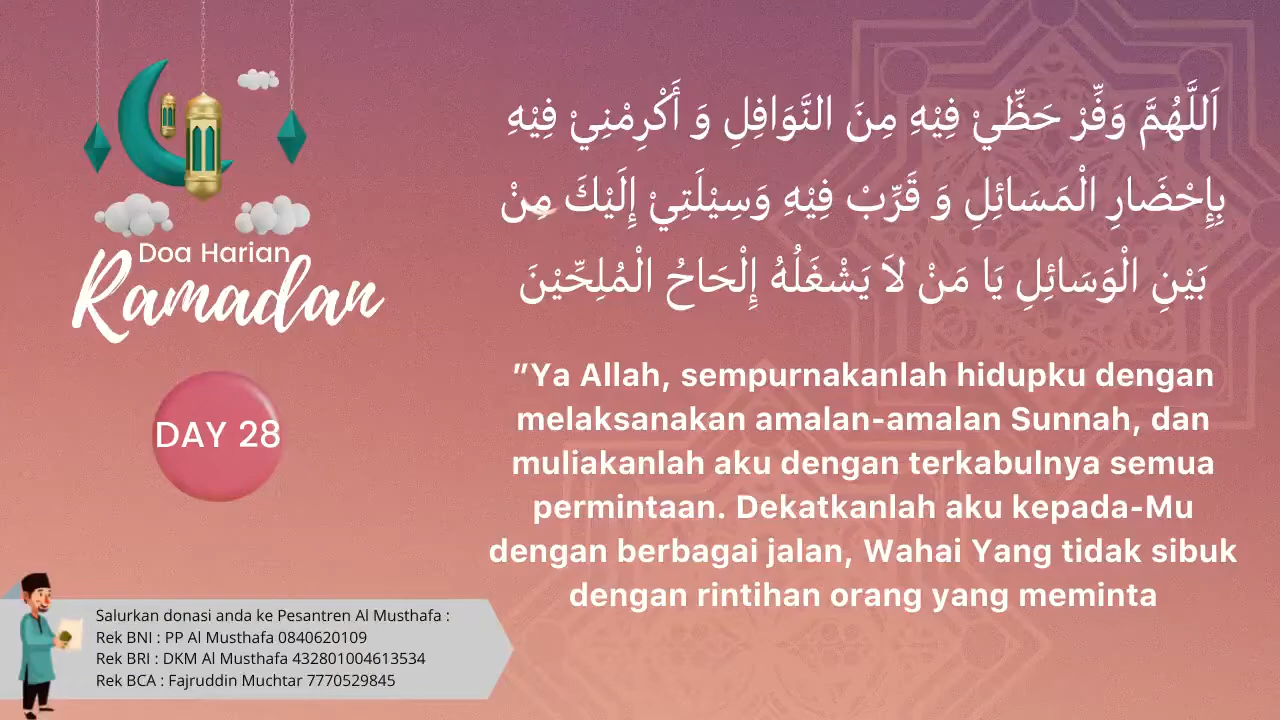 Doa Harian
Ramadan
DAY 28
اَللَّهُمَّ وَفِّرْ حَظِّيْ فِيْهِ مِنَ النَّوَافِلِ وَ أَكْرِمْنِيْ فِيْهِ
بِإِحْضَارِ الْمَسَائِلِ وَ قَرِّبْ فِيْهِ وَسِيْلَتِيْ إِلَيْكَ مِنْ
بَيْنِ الْوَسَائِلِ يَا مَنْ لاَ يَشْغَلُهُ إِلْحَاحُ الْمُلِحِّيْنَ
"Ya Allah, sempurnakanlah hidupku dengan
melaksanakan amalan-amalan Sunnah, dan
muliakanlah aku dengan terkabulnya semua
permintaan. Dekatkanlah aku kepada-Mu
dengan berbagai jalan, Wahai Yang tidak sibuk
dengan rintihan orang yang meminta
Salurkan donasi anda ke Pesantren Al Musthafa :
Rek BNI : PP Al Musthafa 0840620109
Rek BRI : DKM Al Musthafa 432801004613534
Rek BCA : Fajruddin Muchtar 7770529845